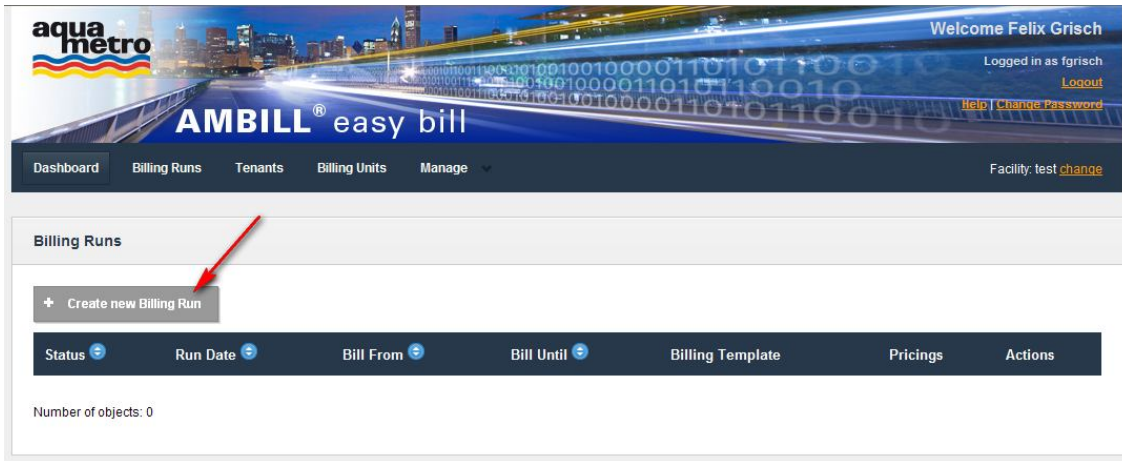 aqua
metro
Welcome Felix Grisch
Logged in as fgrisch
Logout
Help | Change Password
AMBILL® easy bill
Dashboard Billing Runs Tenants Billing Units Manage Facility: test change
Billing Runs
+ Create new Billing Run
Status Run Date Bill From Bill Until Billing Template Pricings Actions
Number of objects: 0